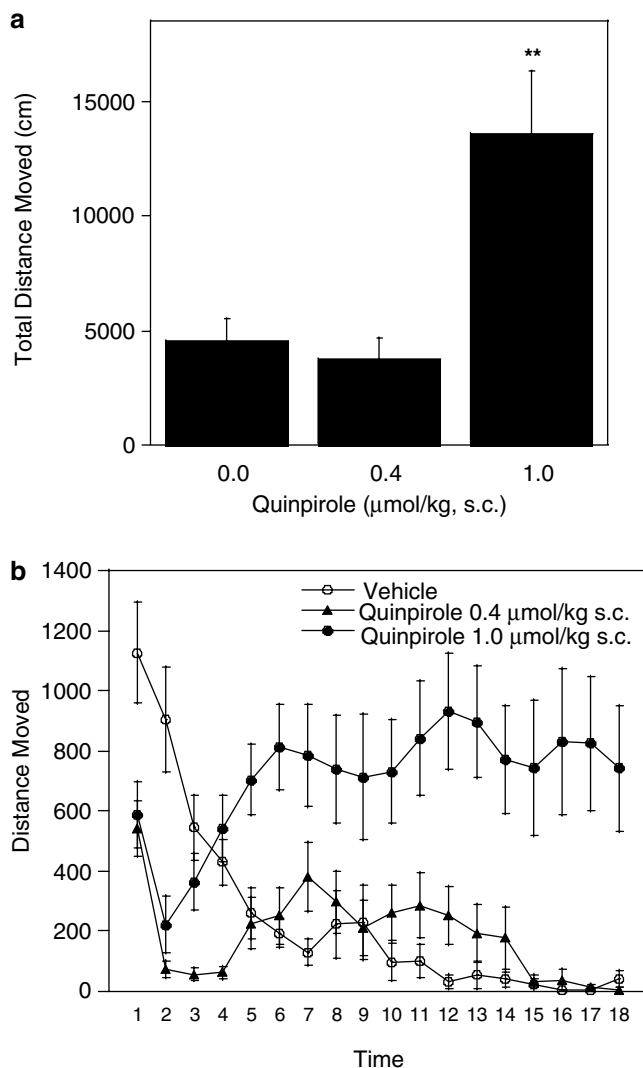 a
**
Total Distance Moved (cm)
15000
10000
5000
0
0.0 0.4 1.0
Quinpirole (μmol/kg, s.c.)
b
1400
1200
1000
800
600
400
200
0
Distance Moved
Vehicle
Quinpirole 0.4 μmol/kg s.c.
Quinpirole 1.0 μmol/kg s.c.
1 2 3 4 5 6 7 8 9 10 11 12 13 14 15 16 17 18
Time